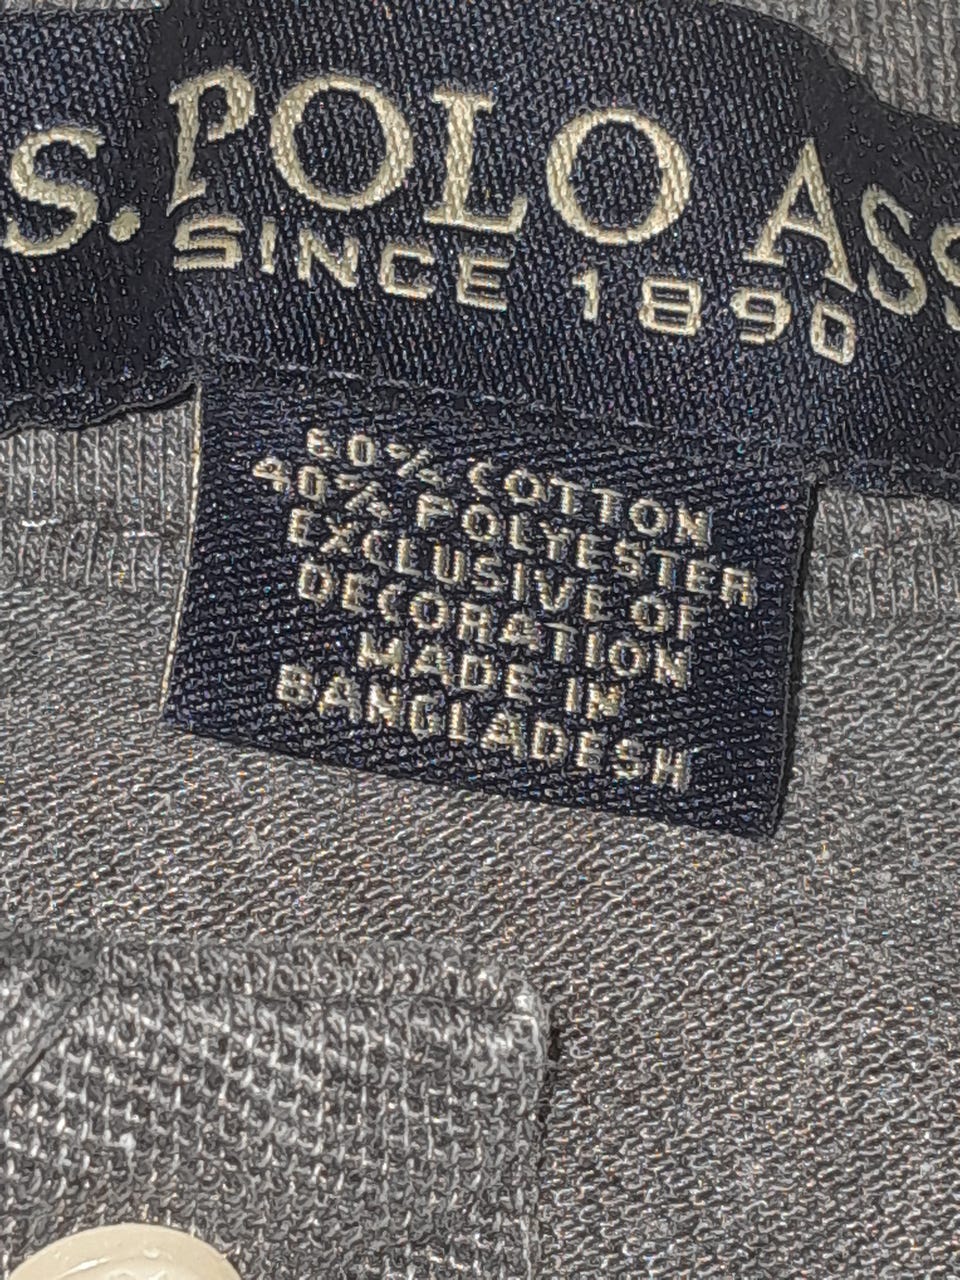 S. POLO ASS
SINCE 1890
60% COTTON
40% POLYESTER
EXCLUSIVE OF
DECORATION
MADE IN
BANGLADESH